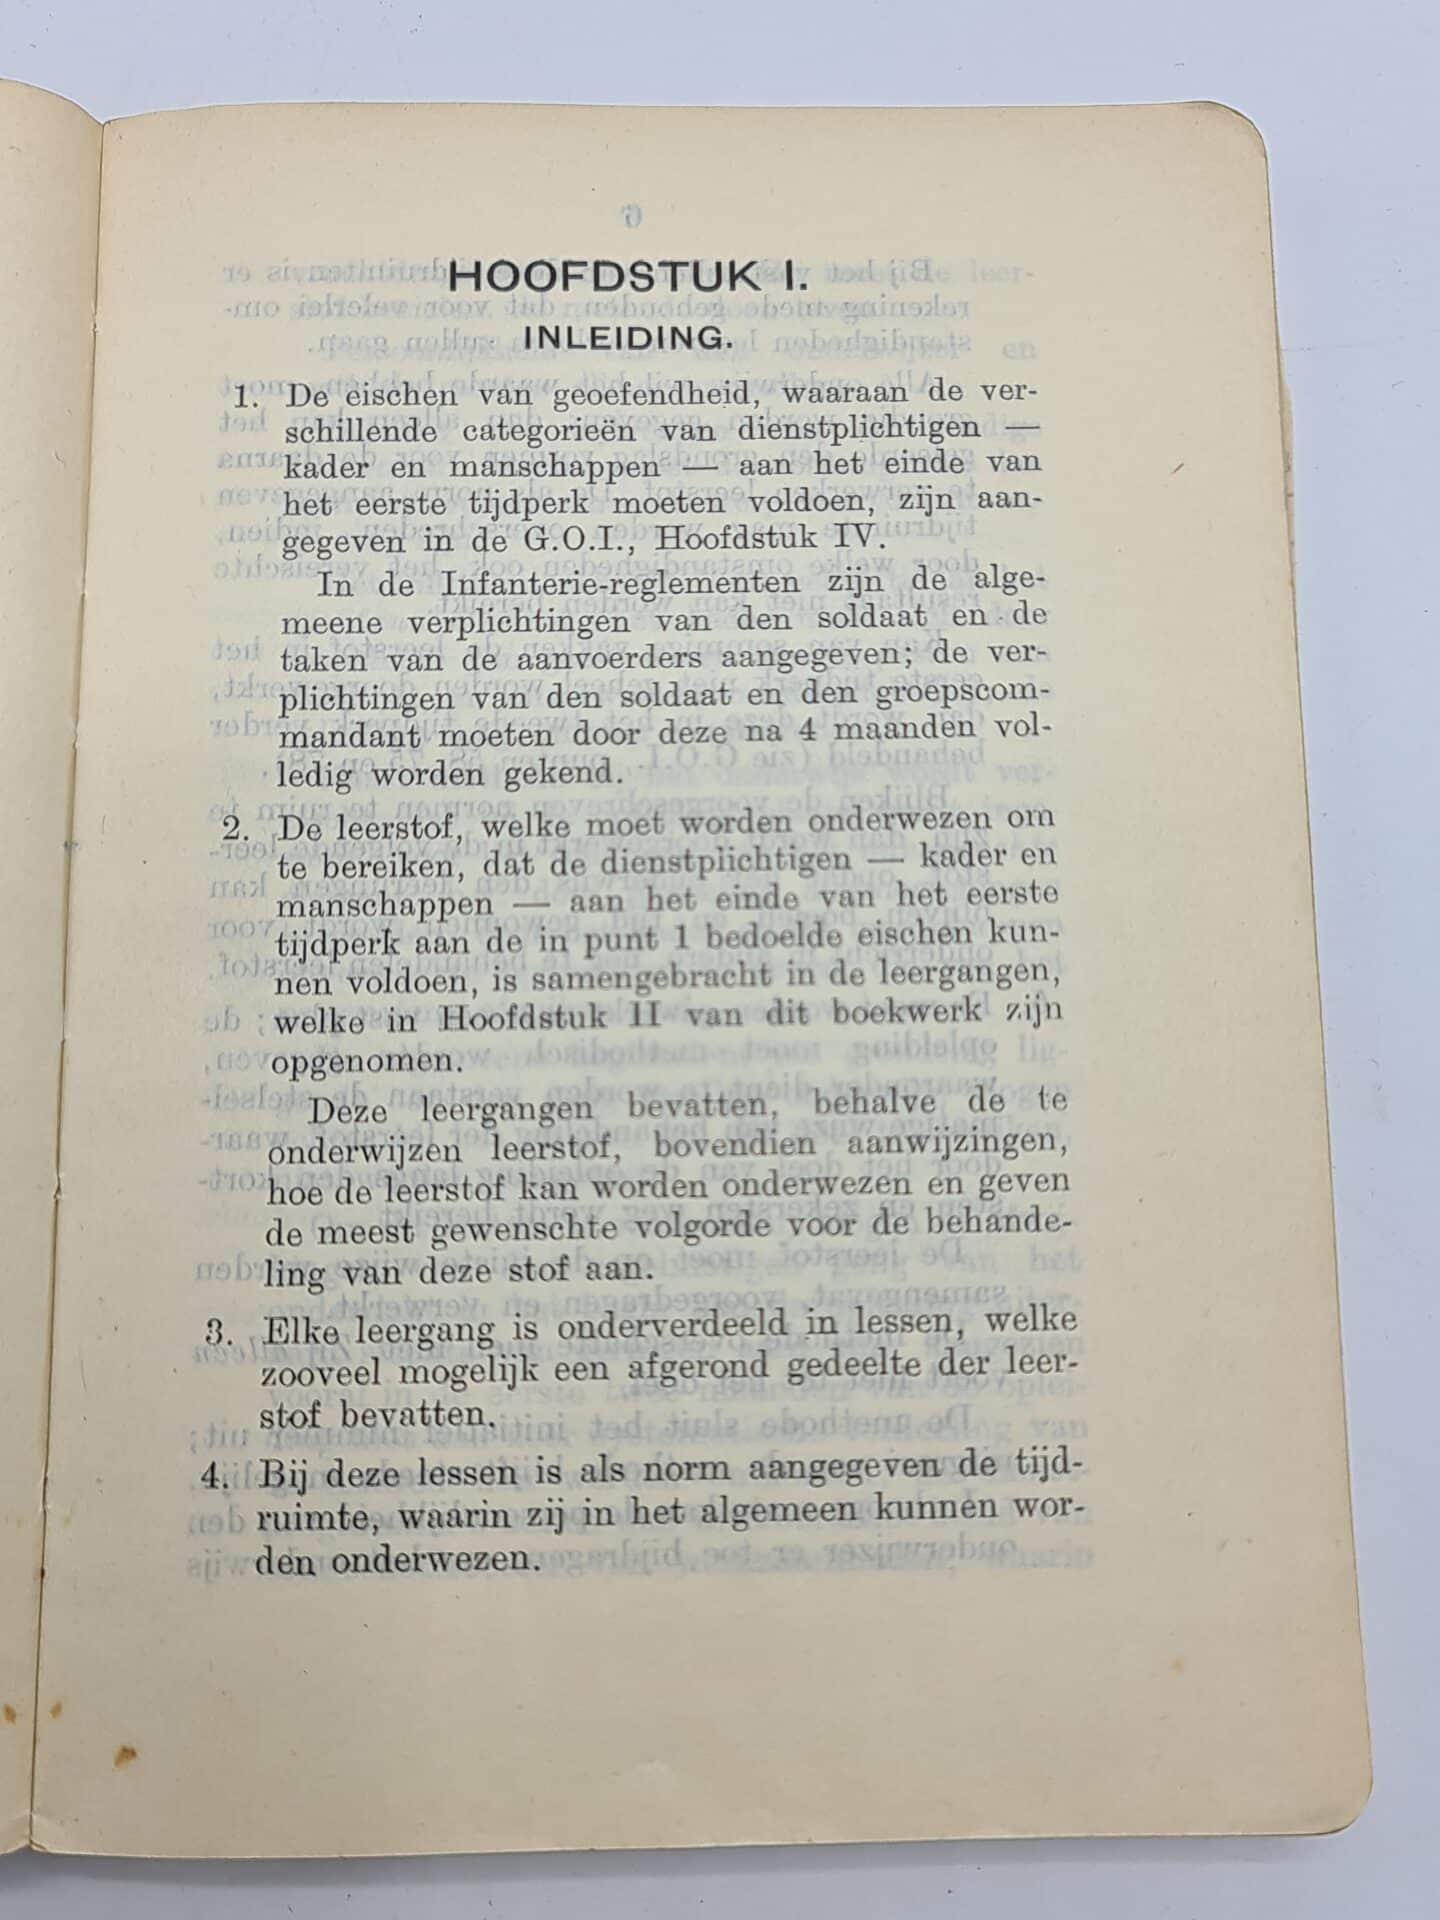 HOOFDSTUK I.
INLEIDING.
1. De eischen van geoefendheid, waaraan de ver-
schillende categorieën van dienstplichtigen —
kader en manschappen — aan het einde van
het eerste tijdperk moeten voldoen, zijn aan-
gegeven in de G.O.I., Hoofdstuk IV.
In de Infanterie-reglementen zijn de alge-
meene verplichtingen van den soldaat en de
taken van de aanvoerders aangegeven; de ver-
plichtingen van den soldaat en den groepscom-
mandant moeten door deze na 4 maanden vol-
ledig worden gekend.
2. De leerstof, welke moet worden onderwezen om
te bereiken, dat de dienstplichtigen — kader en
manschappen — aan het einde van het eerste
tijdperk aan de in punt 1 bedoelde eischen kun-
nen voldoen, is samengebracht in de leergangen,
welke in Hoofdstuk II van dit boekwerk zijn
opgenomen.
Deze leergangen bevatten, behalve de te
onderwijzen leerstof, bovendien aanwijzingen,
hoe de leerstof kan worden onderwezen en geven
de meest gewenschte volgorde voor de behande-
ling van deze stof aan.
3. Elke leergang is onderverdeeld in lessen, welke
zooveel mogelijk een afgerond gedeelte der leer-
stof bevatten.
4. Bij deze lessen is als norm aangegeven de tijd-
ruimte, waarin zij in het algemeen kunnen wor-
den onderwezen.